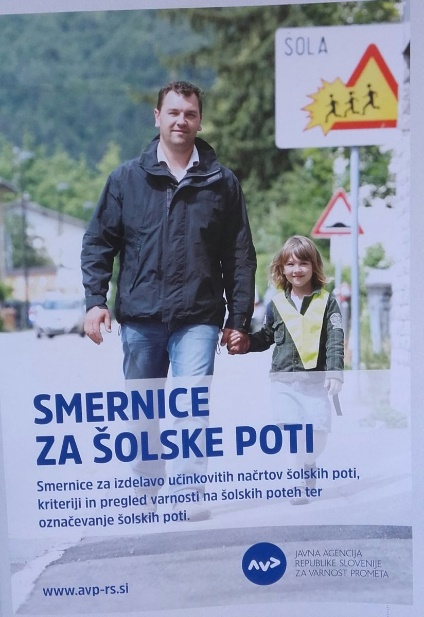 ŠOLA
SMERNICE
ZA ŠOLSKE POTI
Smernice za izdelavo učinkovitih načrtov šolskih poti,
kriteriji in pregled varnosti na šolskih poteh ter
označevanje šolskih poti.
www.avp-rs.si
AVP
JAVNA AGENCIJA
REPUBLIKE SLOVENIJE
ZA VARNOST PROMETA